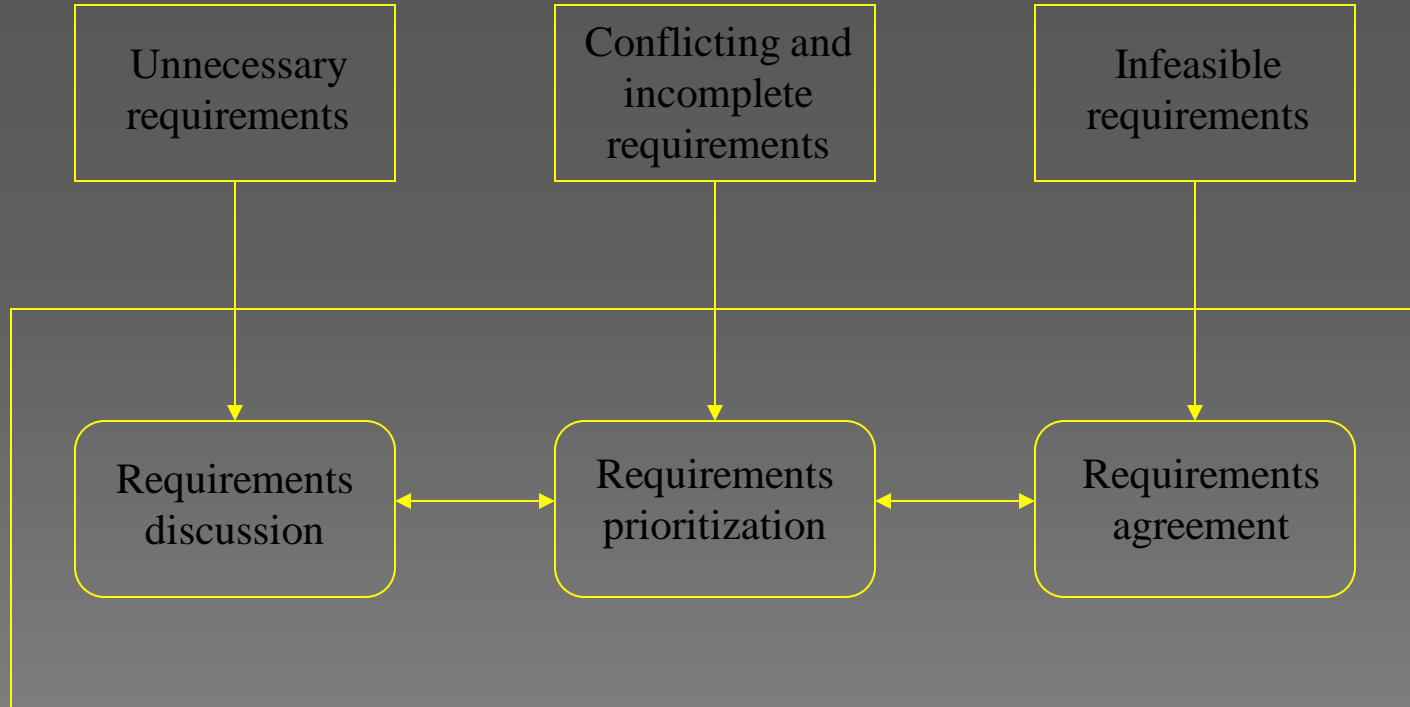 Unnecessary
requirements
Conflicting and
incomplete
requirements
Infeasible
requirements
Requirements
discussion
Requirements
prioritization
Requirements
agreement